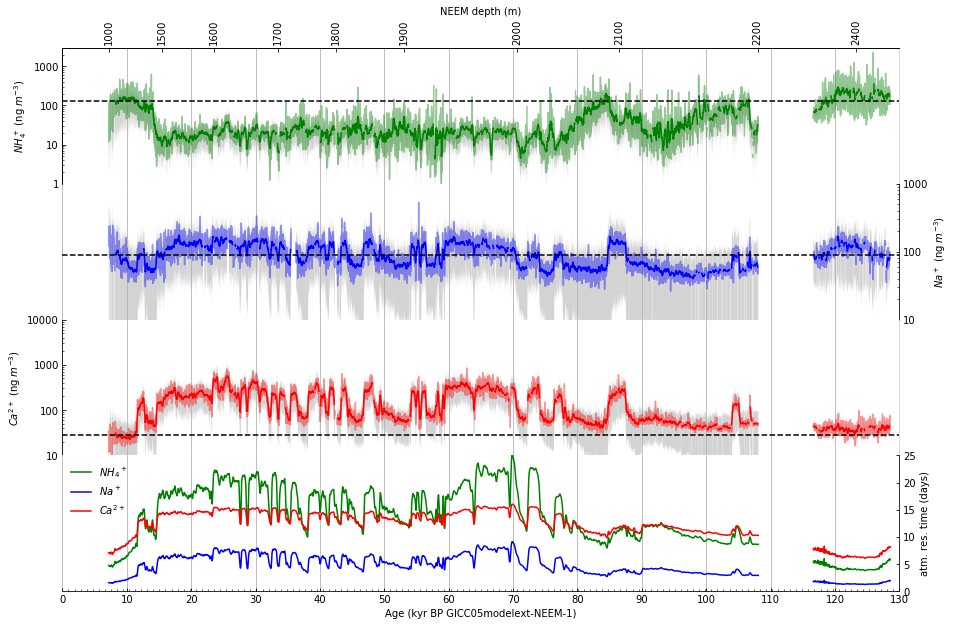 NEEM depth (m)
1000 1500 1600 1700 1800 1900 2000 2100 2200 2400
NH₄⁺ (ng m⁻³)
1000
100
10
1
1000
100
10
Na⁺ (ng m⁻³)
10000
1000
100
10
Ca²⁺ (ng m⁻³)
NH₄⁺
Na⁺
Ca²⁺
25
20
15
10
5
0
atm. res. time (days)
0 10 20 30 40 50 60 70 80 90 100 110 120 130
Age (kyr BP GICC05modelext-NEEM-1)